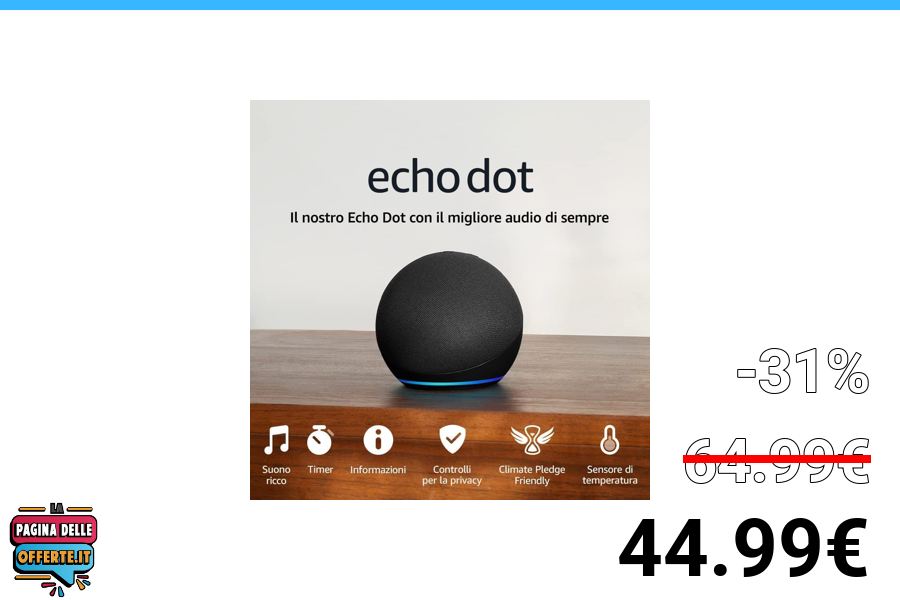 echo dot
Il nostro Echo Dot con il migliore audio di sempre
Suono
ricco
Timer
Informazioni
Controlli
per la privacy
Climate Pledge
Friendly
Sensore di
temperatura
-31%
64.99€
44.99€
LA
PAGINA DELLE
OFFERTE.IT